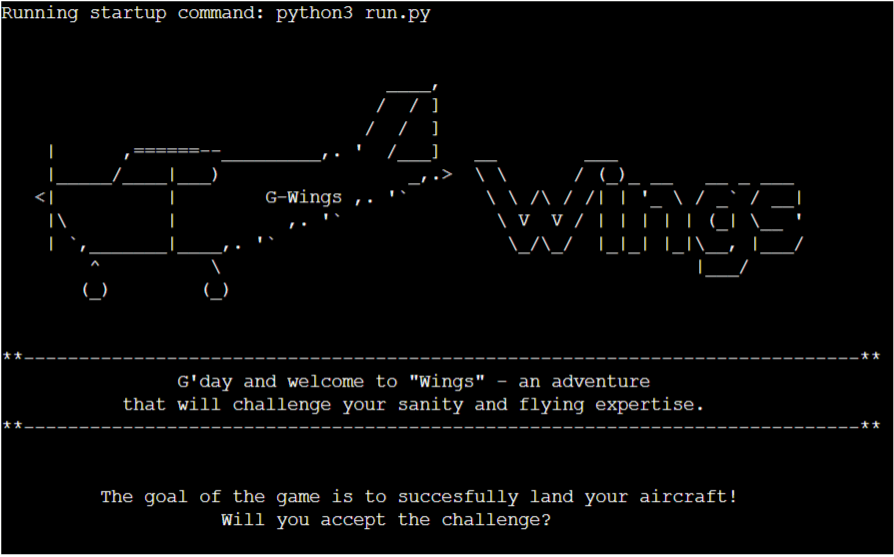 Running startup command: python3 run.py
G-Wings
Wings
**----------------------------------------------------------------------------**
G'day and welcome to "Wings" - an adventure
that will challenge your sanity and flying expertise.
**----------------------------------------------------------------------------**
The goal of the game is to succesfully land your aircraft!
Will you accept the challenge?